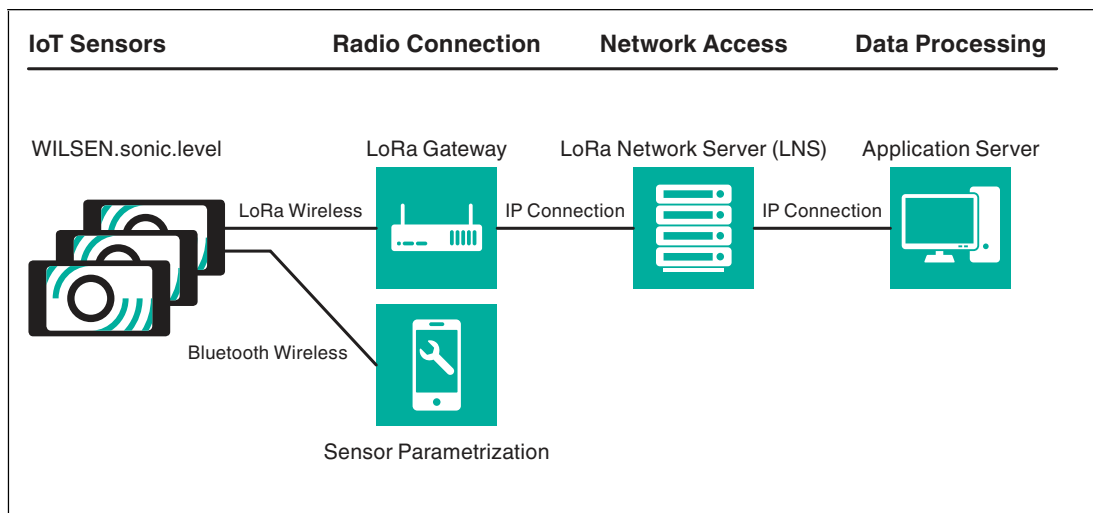 IoT Sensors
Radio Connection
Network Access
Data Processing
WILSEN.sonic.level
LoRa Gateway
LoRa Network Server (LNS)
Application Server
LoRa Wireless
IP Connection
IP Connection
Bluetooth Wireless
Sensor Parametrization